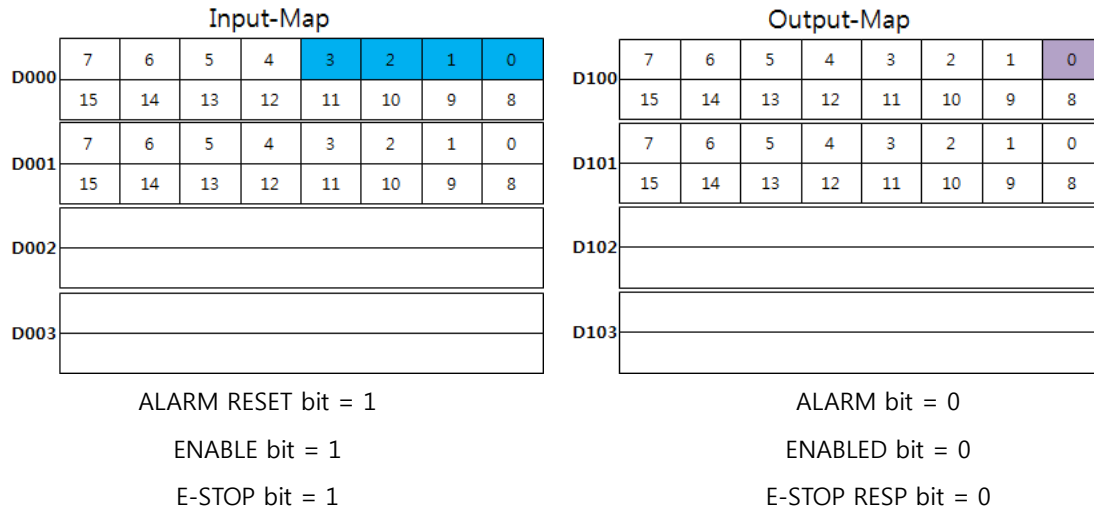 Input-Map
D000
7 6 5 4 3 2 1 0
15 14 13 12 11 10 9 8
D001
7 6 5 4 3 2 1 0
15 14 13 12 11 10 9 8
D002
D003
ALARM RESET bit = 1
ENABLE bit = 1
E-STOP bit = 1
Output-Map
D100
7 6 5 4 3 2 1 0
15 14 13 12 11 10 9 8
D101
7 6 5 4 3 2 1 0
15 14 13 12 11 10 9 8
D102
D103
ALARM bit = 0
ENABLED bit = 0
E-STOP RESP bit = 0